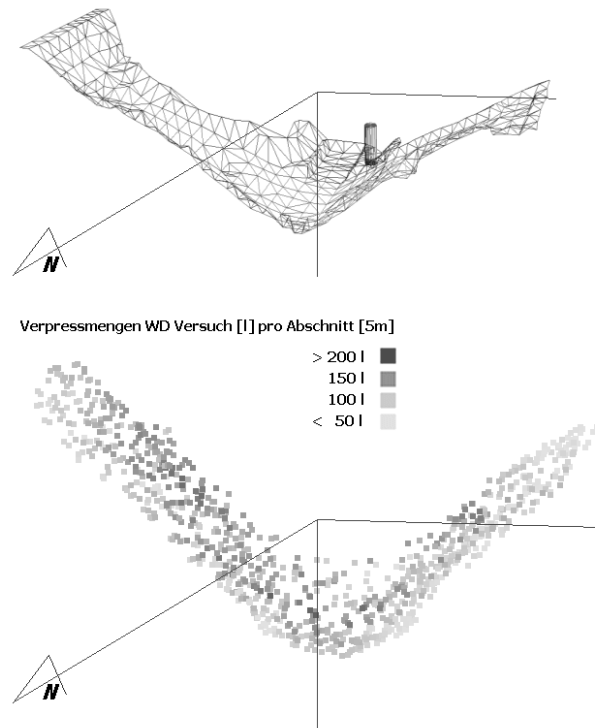 N
Verpressmengen WD Versuch [l] pro Abschnitt [5m]
> 200 l
150 l
100 l
< 50 l
N